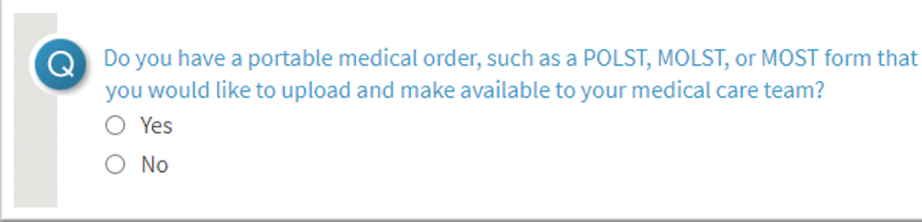 Q
Do you have a portable medical order, such as a POLST, MOLST, or MOST form that
you would like to upload and make available to your medical care team?
Yes
No